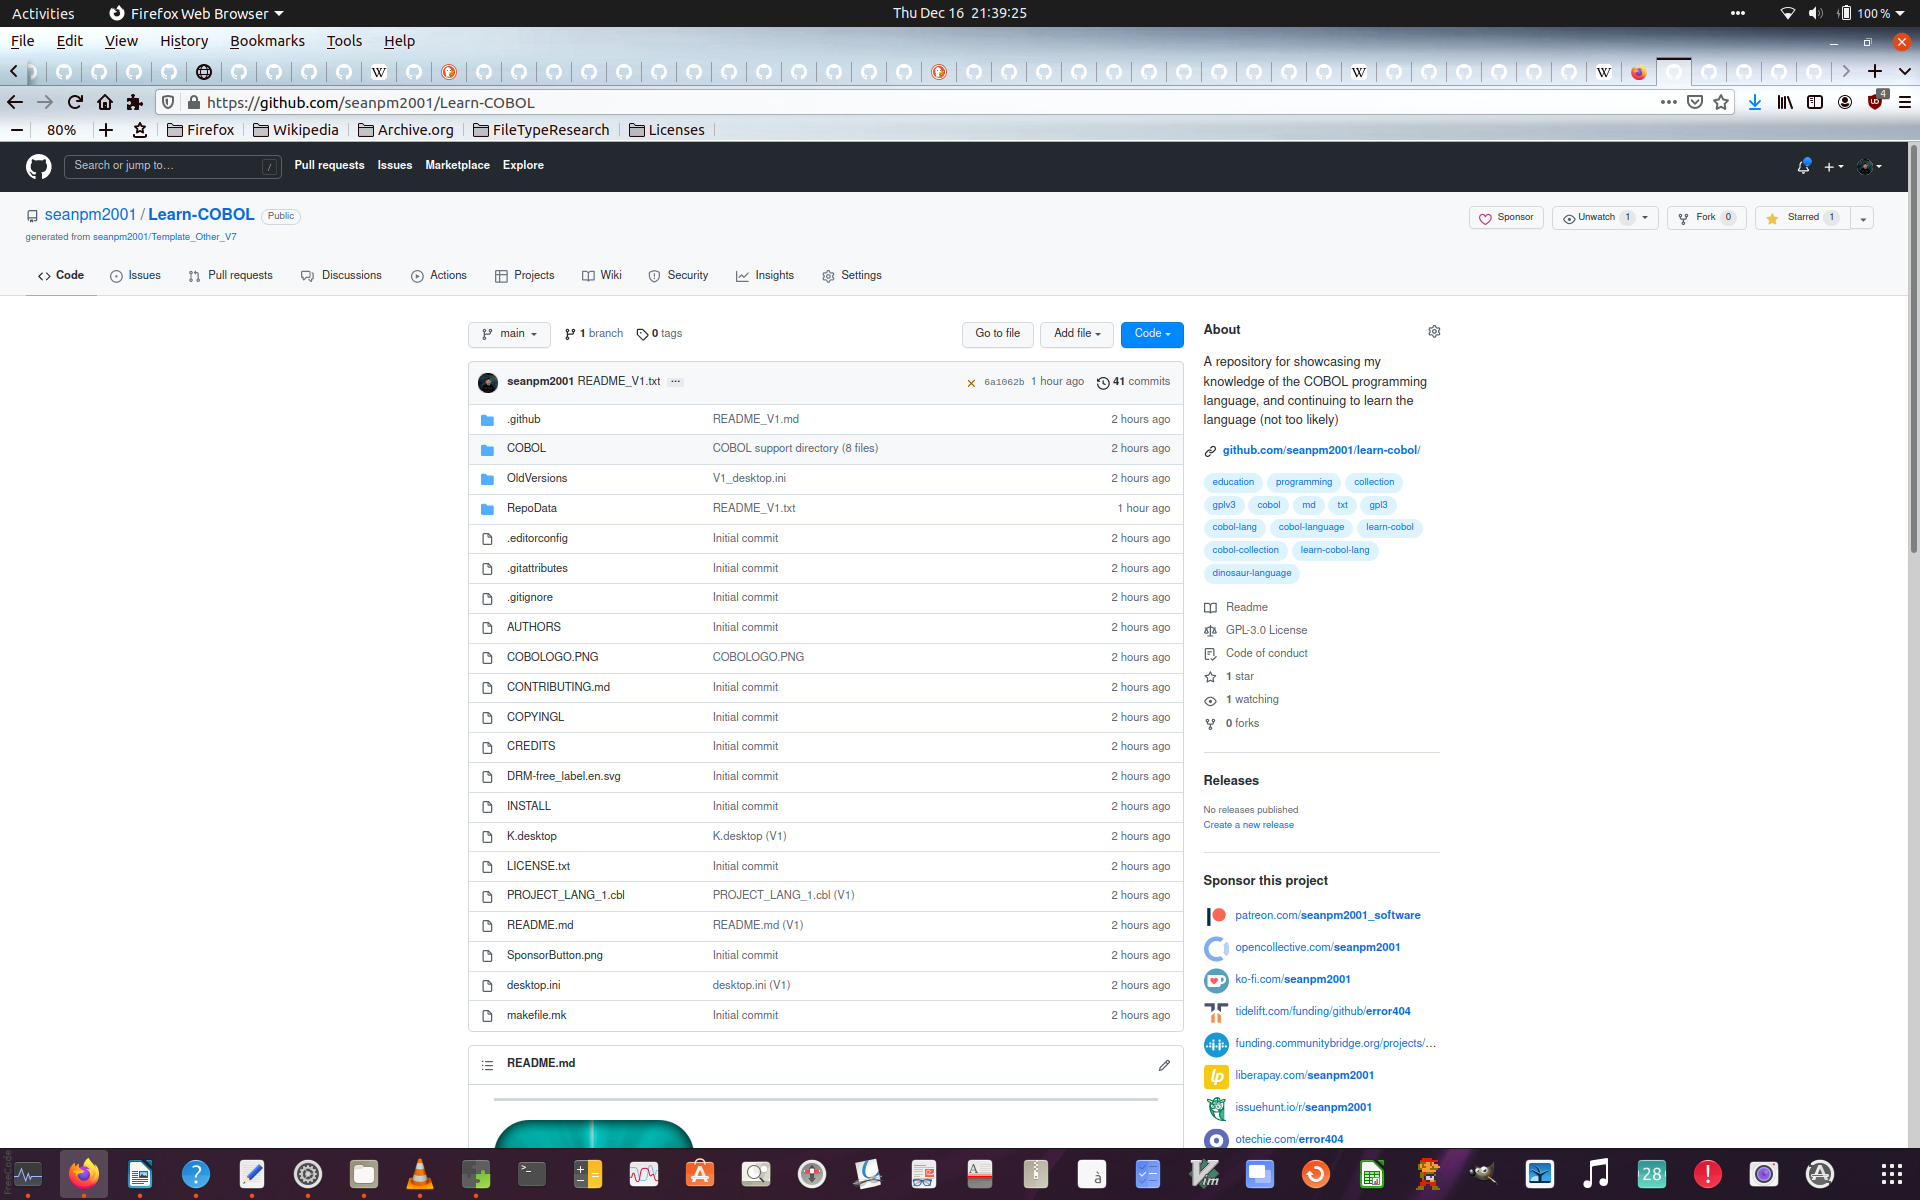 Activities Firefox Web Browser Thu Dec 16 21:39:25 100 %
File Edit View History Bookmarks Tools Help
https://github.com/seanpm2001/Learn-COBOL 4
80% Firefox Wikipedia Archive.org FileTypeResearch Licenses
Search or jump to… / Pull requests Issues Marketplace Explore
seanpm2001 / Learn-COBOL Public Sponsor Unwatch 1 Fork 0 Starred 1
generated from seanpm2001/Template_Other_V7
Code Issues Pull requests Discussions Actions Projects Wiki Security Insights Settings
main 1 branch 0 tags Go to file Add file Code
seanpm2001 README_V1.txt ... 6a1062b 1 hour ago 41 commits
.github README_V1.md 2 hours ago
COBOL COBOL support directory (8 files) 2 hours ago
OldVersions V1_desktop.ini 2 hours ago
RepoData README_V1.txt 1 hour ago
.editorconfig Initial commit 2 hours ago
.gitattributes Initial commit 2 hours ago
.gitignore Initial commit 2 hours ago
AUTHORS Initial commit 2 hours ago
COBOLOGO.PNG COBOLOGO.PNG 2 hours ago
CONTRIBUTING.md Initial commit 2 hours ago
COPYINGL Initial commit 2 hours ago
CREDITS Initial commit 2 hours ago
DRM-free_label.en.svg Initial commit 2 hours ago
INSTALL Initial commit 2 hours ago
K.desktop K.desktop (V1) 2 hours ago
LICENSE.txt Initial commit 2 hours ago
PROJECT_LANG_1.cbl PROJECT_LANG_1.cbl (V1) 2 hours ago
README.md README.md (V1) 2 hours ago
SponsorButton.png Initial commit 2 hours ago
desktop.ini desktop.ini (V1) 2 hours ago
makefile.mk Initial commit 2 hours ago
README.md
About
A repository for showcasing my
knowledge of the COBOL programming
language, and continuing to learn the
language (not too likely)
github.com/seanpm2001/learn-cobol/
education programming collection
gplv3 cobol md txt gpl3
cobol-lang cobol-language learn-cobol
cobol-collection learn-cobol-lang
dinosaur-language
Readme
GPL-3.0 License
Code of conduct
1 star
1 watching
0 forks
Releases
No releases published
Create a new release
Sponsor this project
patreon.com/seanpm2001_software
opencollective.com/seanpm2001
ko-fi.com/seanpm2001
tidelift.com/funding/github/error404
funding.communitybridge.org/projects/…
liberapay.com/seanpm2001
issuehunt.io/r/seanpm2001
otechie.com/error404
28